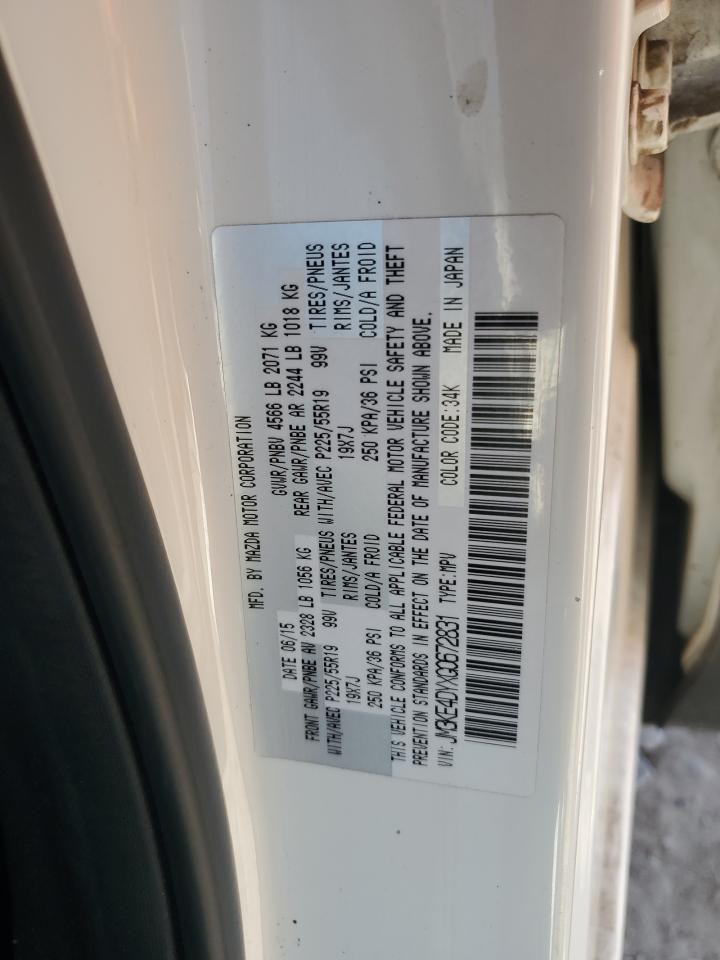 MFD. BY MAZDA MOTOR CORPORATION
DATE 06/15 GVWR/PNBV 4566 LB 2071 KG
FRONT GAWR/PNBE AV 2328 LB 1056 KG REAR GAWR/PNBE AR 2244 LB 1018 KG
WITH/AVEC P225/55R19 99V TIRES/PNEUS WITH/AVEC P225/55R19 99V TIRES/PNEUS
19X7J RIMS/JANTES 19X7J RIMS/JANTES
250 KPA/36 PSI COLD/A FROID 250 KPA/36 PSI COLD/A FROID
THIS VEHICLE CONFORMS TO ALL APPLICABLE FEDERAL MOTOR VEHICLE SAFETY AND THEFT
PREVENTION STANDARDS IN EFFECT ON THE DATE OF MANUFACTURE SHOWN ABOVE.
VIN: JM3KE4DYXG0672831 TYPE:MPV COLOR CODE:34K MADE IN JAPAN